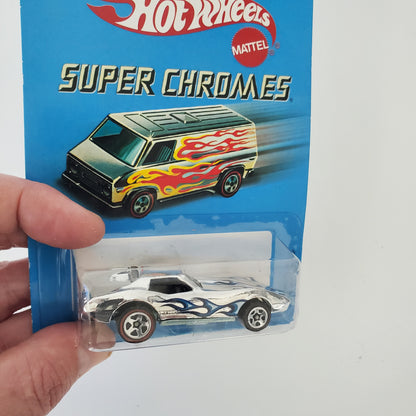 Hot Wheels
MATTEL
SUPER CHROMES